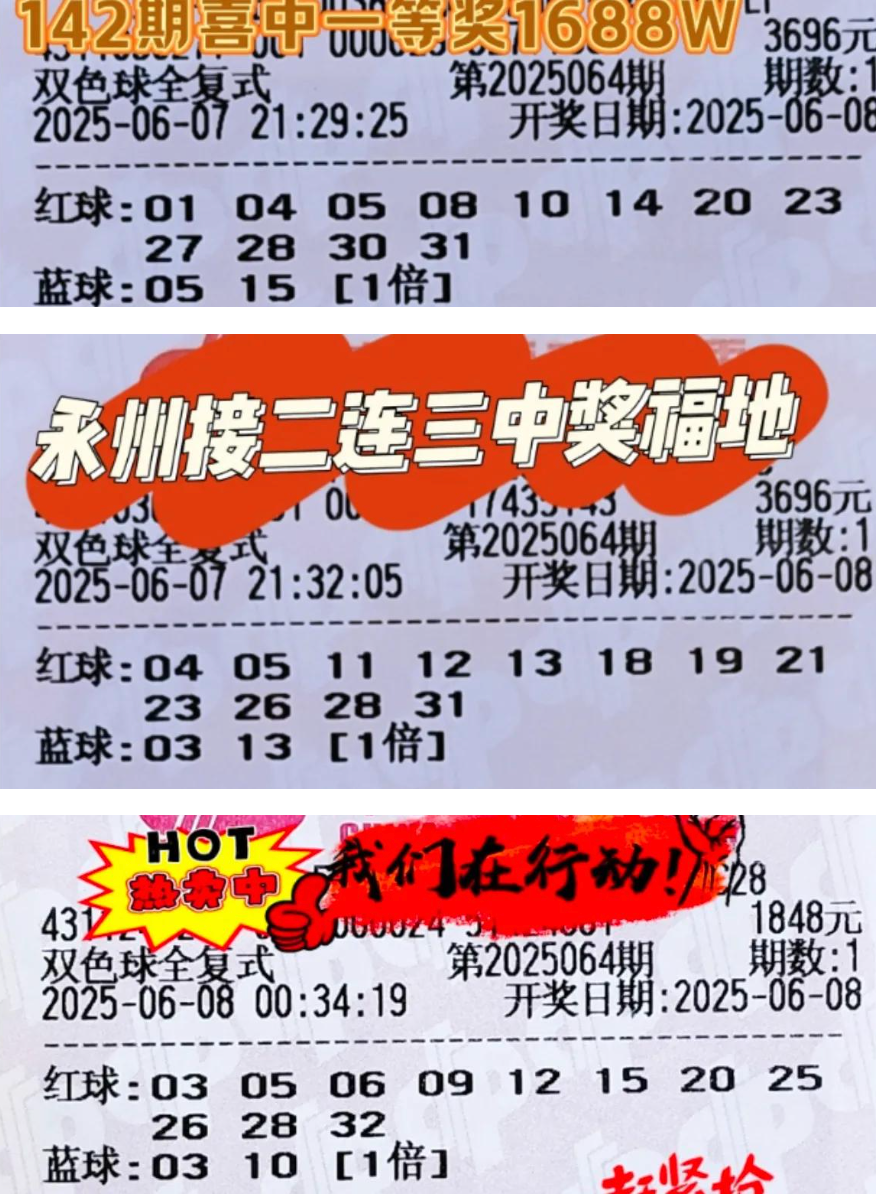 142期喜中一等奖1688W
3696元
双色球全复式 第2025064期 期数:1
2025-06-07 21:29:25 开奖日期:2025-06-08
红球:01 04 05 08 10 14 20 23
27 28 30 31
蓝球:05 15 [1倍]
永州接二连三中奖福地
3696元
双色球全复式 第2025064期 期数:1
2025-06-07 21:32:05 开奖日期:2025-06-08
红球:04 05 11 12 13 18 19 21
23 26 28 31
蓝球:03 13 [1倍]
HOT
热卖中
我们在行动!
28
1848元
双色球全复式 第2025064期 期数:1
2025-06-08 00:34:19 开奖日期:2025-06-08
红球:03 05 06 09 12 15 20 25
26 28 32
蓝球:03 10 [1倍]